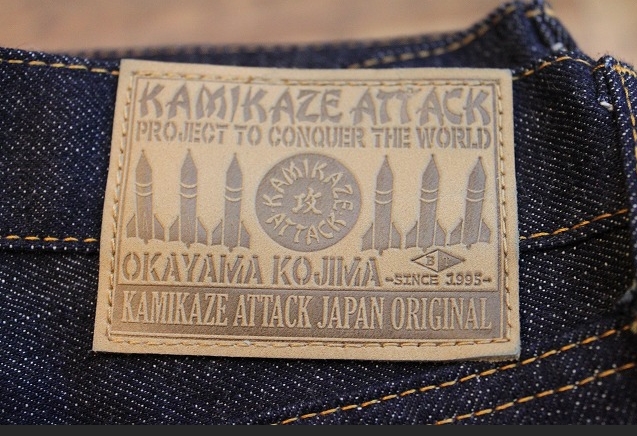 KAMIKAZE ATTACK
PROJECT TO CONQUER THE WORLD
KAMIKAZE
攻
ATTACK
OKAYAMA KOJIMA
-SINCE 1995-
KAMIKAZE ATTACK JAPAN ORIGINAL